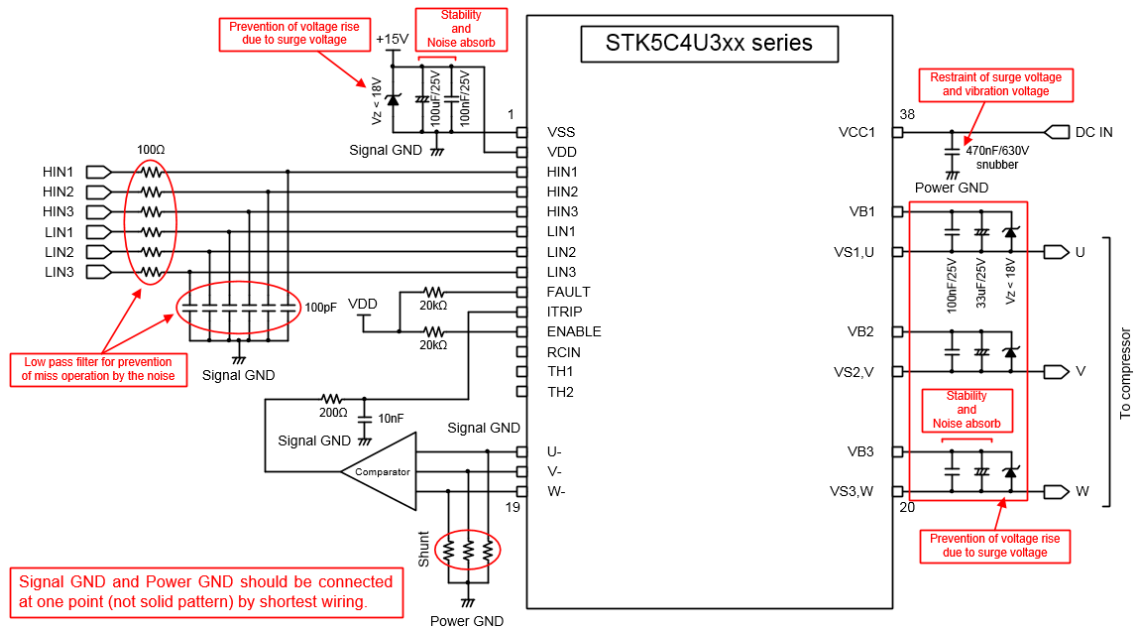 Prevention of voltage rise
due to surge voltage
Stability
and
Noise absorb
+15V
Vz < 18V
100uF/25V
100nF/25V
Signal GND
STK5C4U3xx series
Restraint of surge voltage
and vibration voltage
1
38
VSS
VDD
HIN1
HIN2
HIN3
LIN1
LIN2
LIN3
FAULT
ITRIP
ENABLE
RCIN
TH1
TH2
U-
V-
W-
19
VCC1
DC IN
470nF/630V
snubber
Power GND
VB1
VS1,U
U
100nF/25V
33uF/25V
Vz < 18V
VB2
VS2,V
V
Stability
and
Noise absorb
VB3
VS3,W
W
20
To compressor
Prevention of voltage rise
due to surge voltage
100Ω
HIN1
HIN2
HIN3
LIN1
LIN2
LIN3
100pF
VDD
20kΩ
20kΩ
Low pass filter for prevention
of miss operation by the noise
Signal GND
200Ω
10nF
Signal GND
Signal GND
Comparator
Shunt
Power GND
Signal GND and Power GND should be connected
at one point (not solid pattern) by shortest wiring.